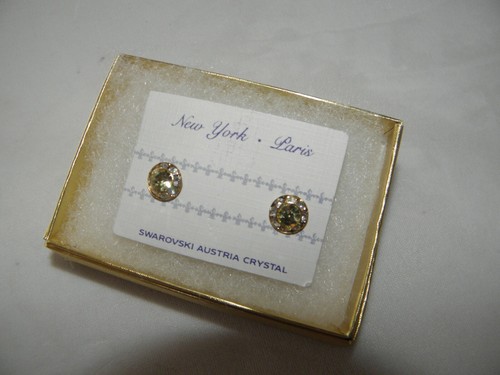 New York · Paris
SWAROVSKI AUSTRIA CRYSTAL